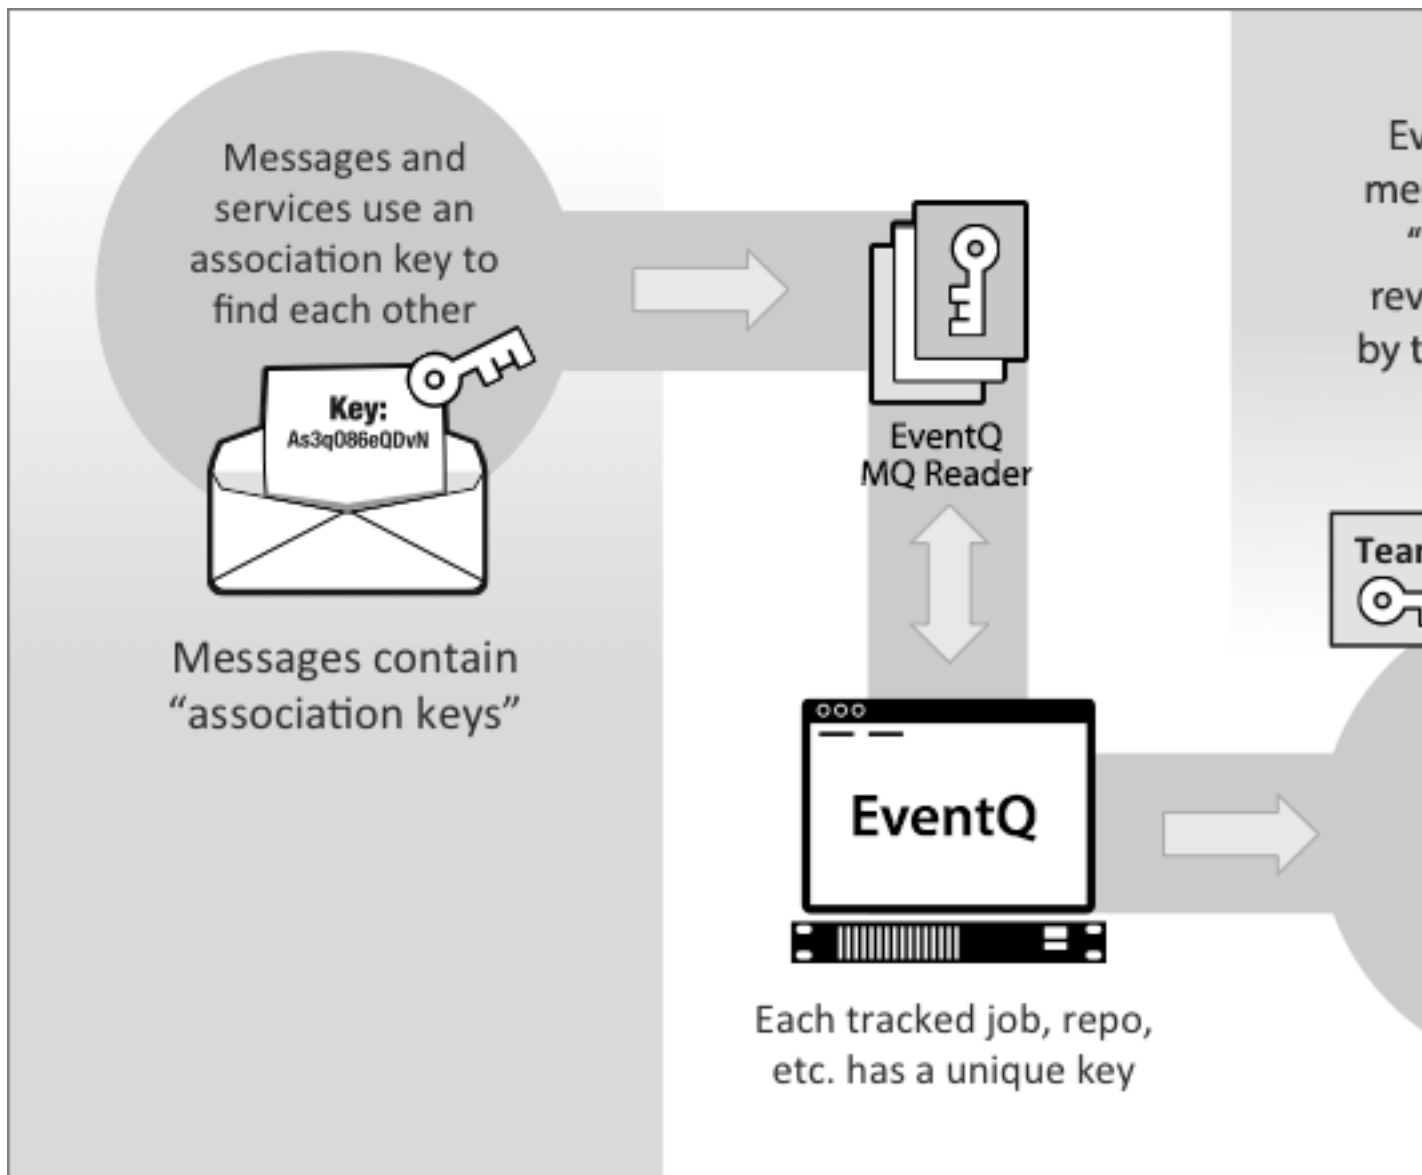 Messages and
services use an
association key to
find each other
Key:
As3q086eQDvN
Messages contain
“association keys”
EventQ
MQ Reader
EventQ
Each tracked job, repo,
etc. has a unique key
by